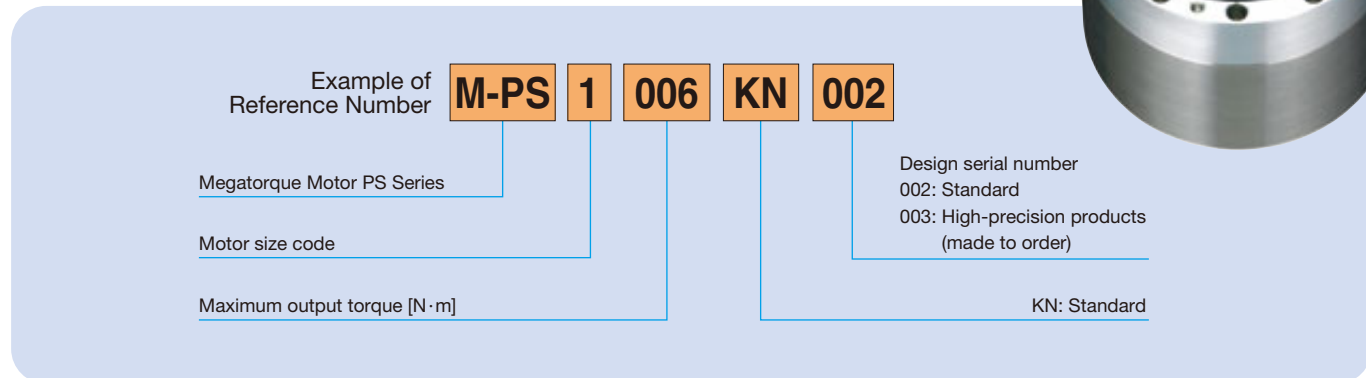 Example of
Reference Number
M-PS 1 006 KN 002
Megatorque Motor PS Series
Motor size code
Maximum output torque [N·m]
Design serial number
002: Standard
003: High-precision products
(made to order)
KN: Standard